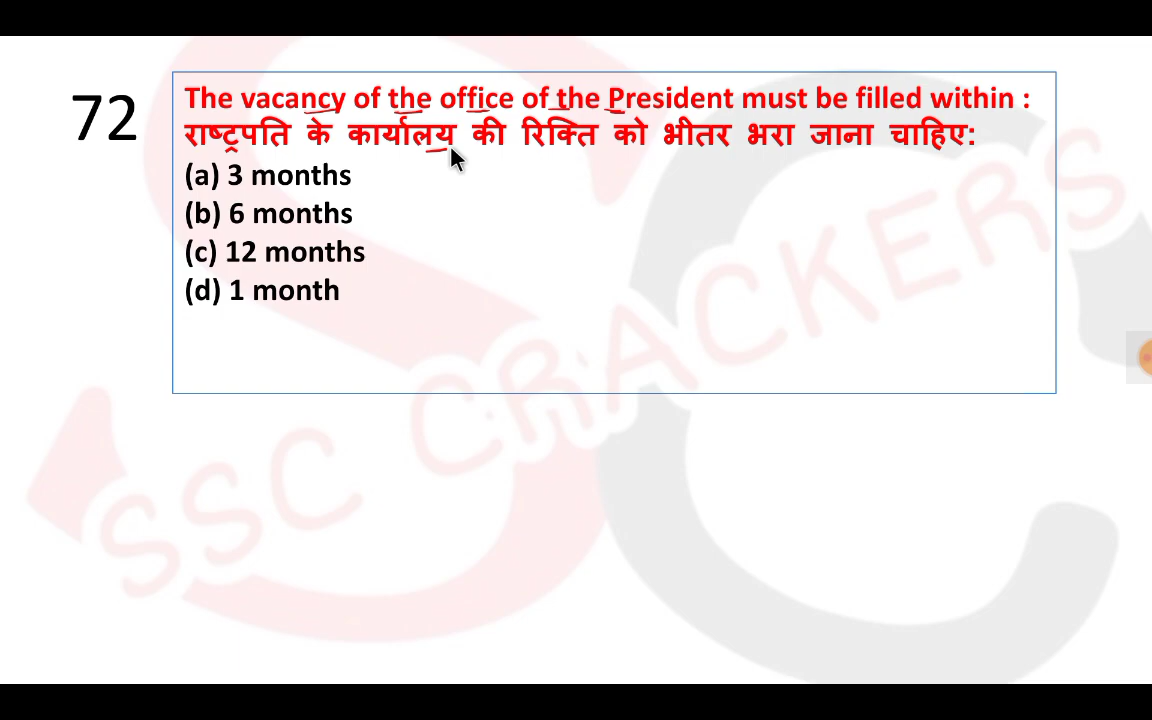 72
The vacancy of the office of the President must be filled within :
राष्ट्रपति के कार्यालय की रिक्ति को भीतर भरा जाना चाहिए:
(a) 3 months
(b) 6 months
(c) 12 months
(d) 1 month
SSC CRACKERS